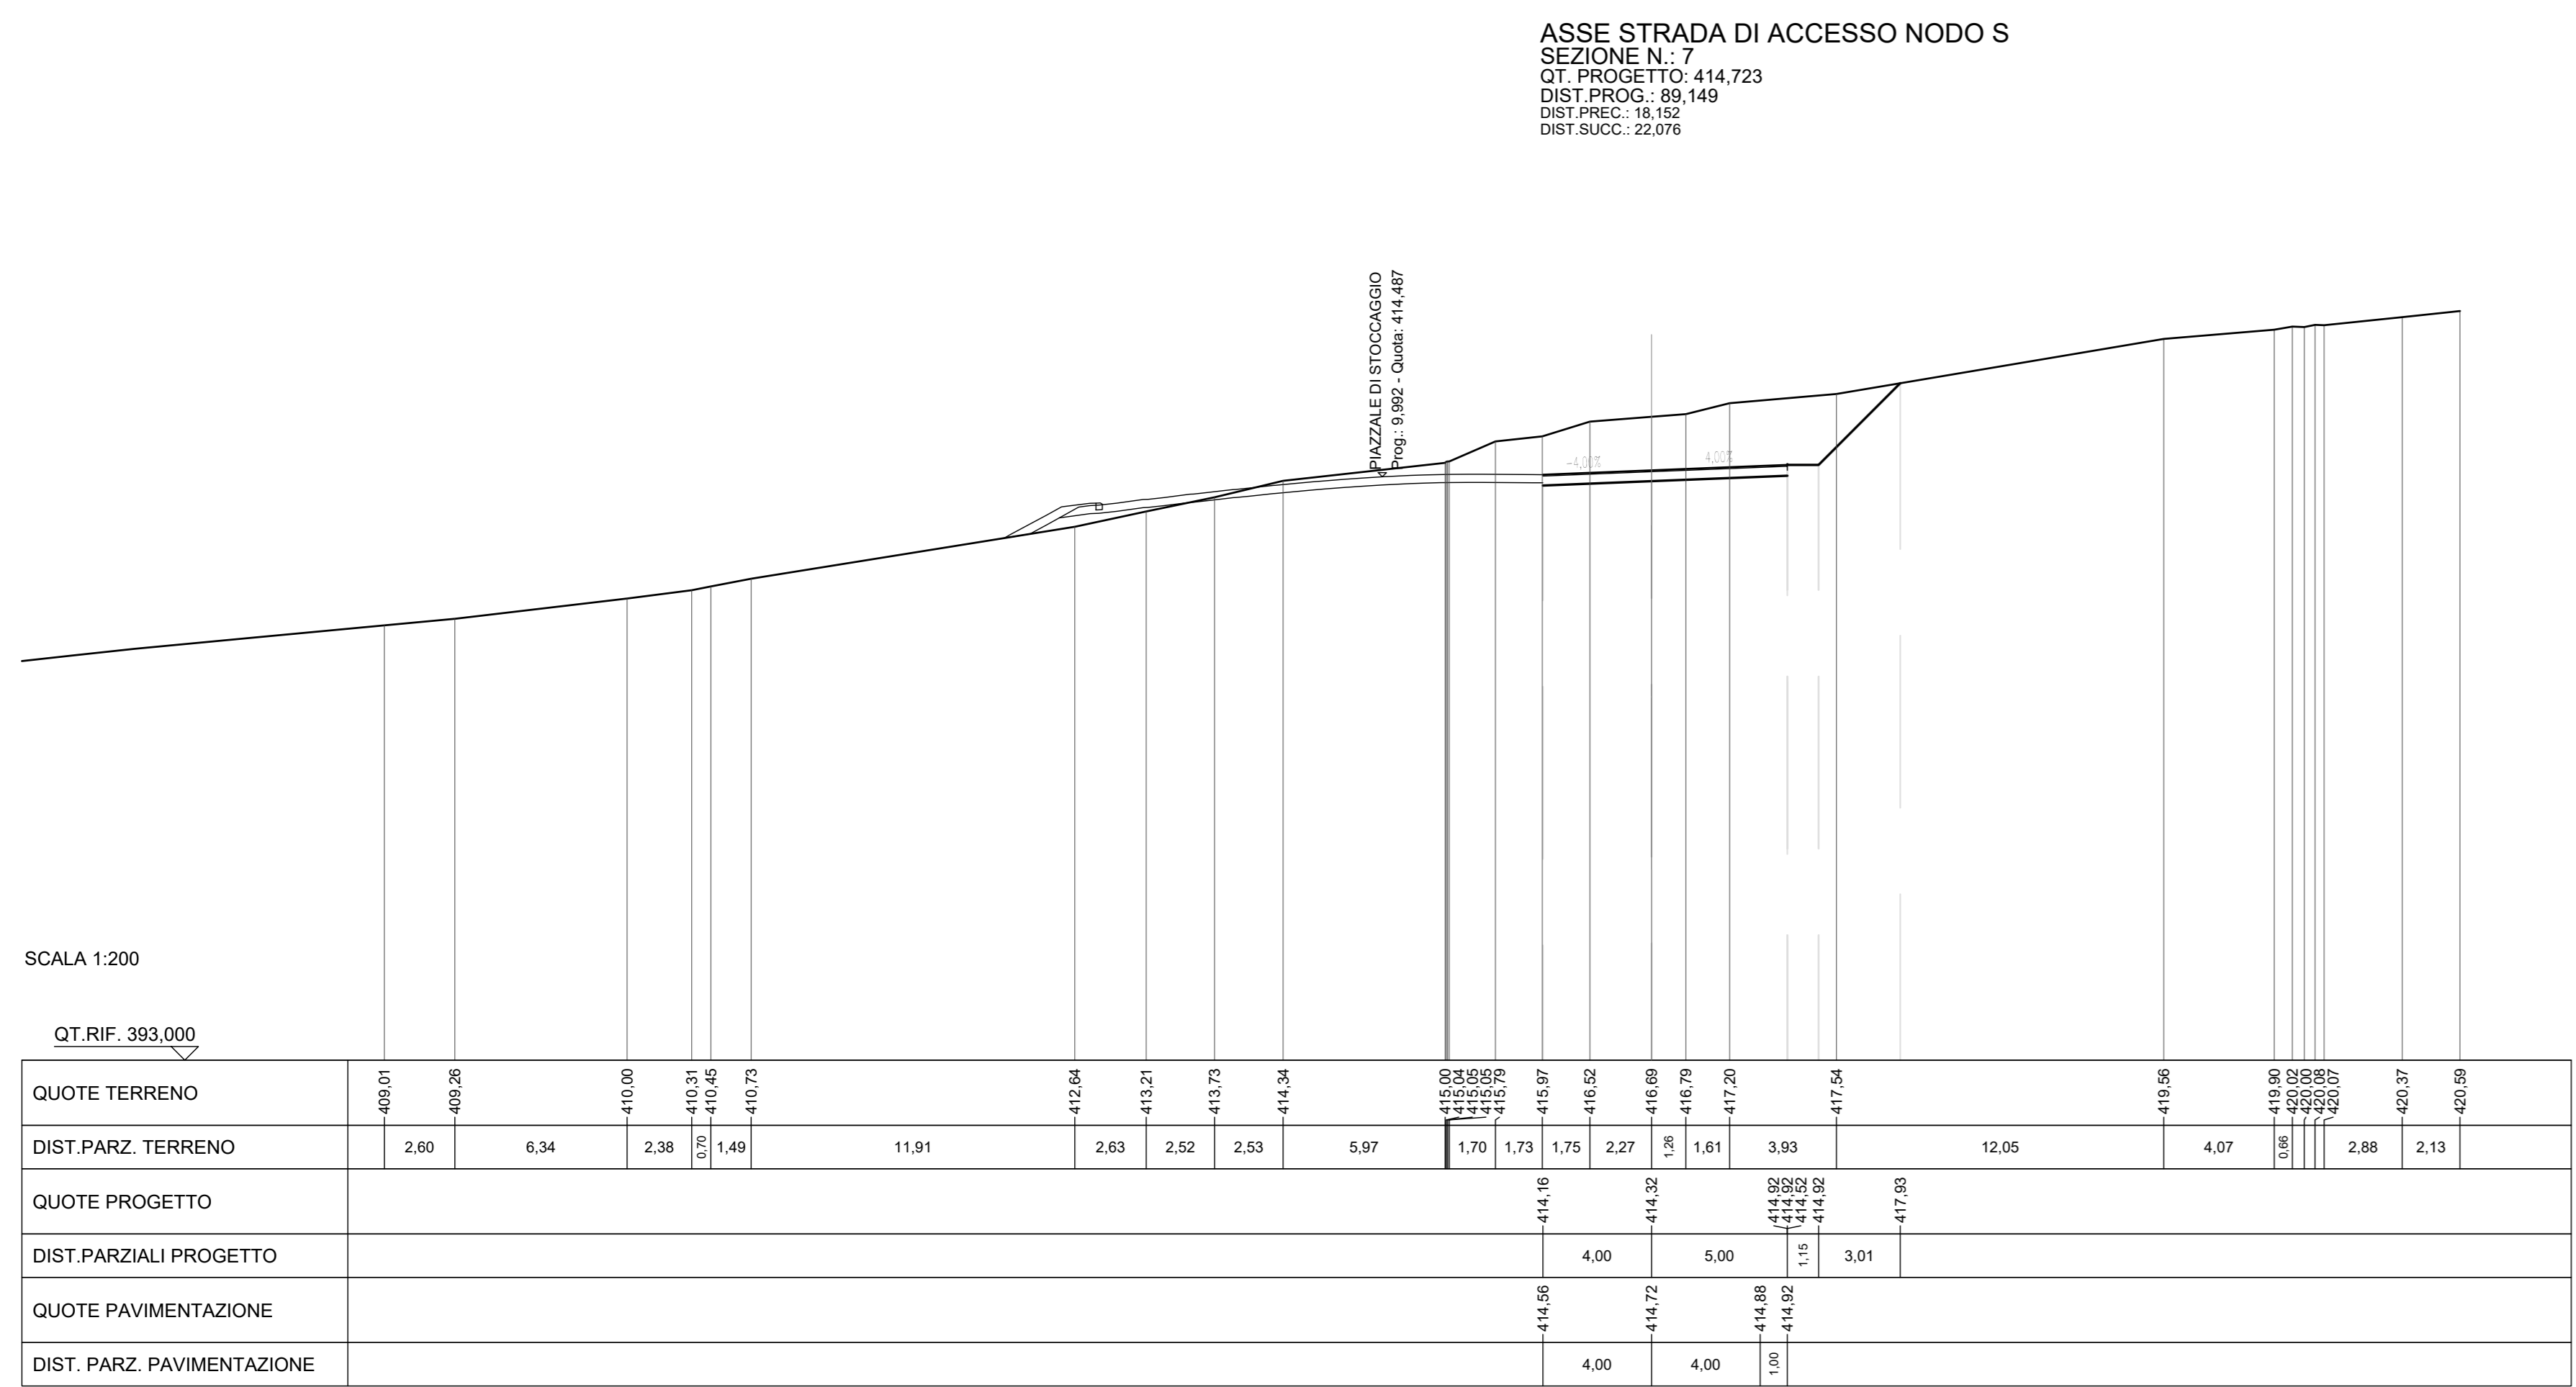 ASSE STRADA DI ACCESSO NODO S
SEZIONE N.: 7
QT. PROGETTO: 414,723
DIST.PROG.: 89,149
DIST.PREC.: 18,152
DIST.SUCC.: 22,076
PIAZZALE DI STOCCAGGIO
Prog.: 9,992 - Quota: 414,487
-4,00% 4,00%
SCALA 1:200
QT.RIF. 393,000
QUOTE TERRENO 409,01 409,26 410,00 410,31 410,45 410,73 412,64 413,21 413,73 414,34 415,00 415,04 415,05 415,05 415,79 415,97 416,52 416,69 416,79 417,20 417,54 419,56 419,90 420,02 420,00 420,08 420,07 420,37 420,59
DIST.PARZ. TERRENO 2,60 6,34 2,38 0,70 1,49 11,91 2,63 2,52 2,53 5,97 1,70 1,73 1,75 2,27 1,26 1,61 3,93 12,05 4,07 0,66 2,88 2,13
QUOTE PROGETTO 414,16 414,32 414,92 414,92 414,52 414,92 417,93
DIST.PARZIALI PROGETTO 4,00 5,00 1,15 3,01
QUOTE PAVIMENTAZIONE 414,56 414,72 414,88 414,92
DIST. PARZ. PAVIMENTAZIONE 4,00 4,00 1,00